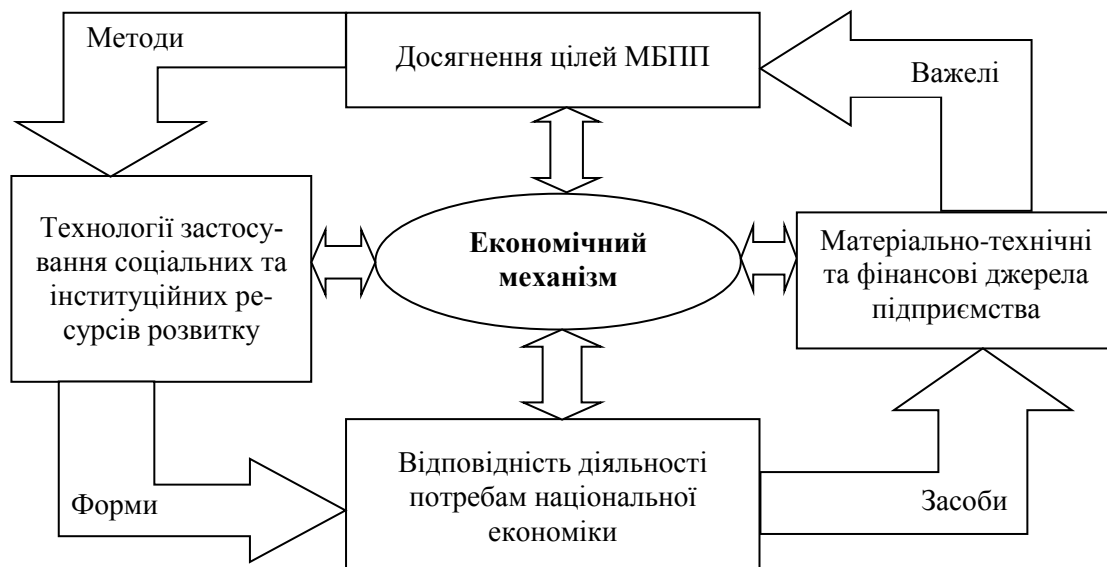 Методи
Досягнення цілей МБПП
Важелі
Технології застосу-
вання соціальних та
інституційних ре-
сурсів розвитку
Економічний
механізм
Матеріально-технічні
та фінансові джерела
підприємства
Форми
Відповідність діяльності
потребам національної
економіки
Засоби